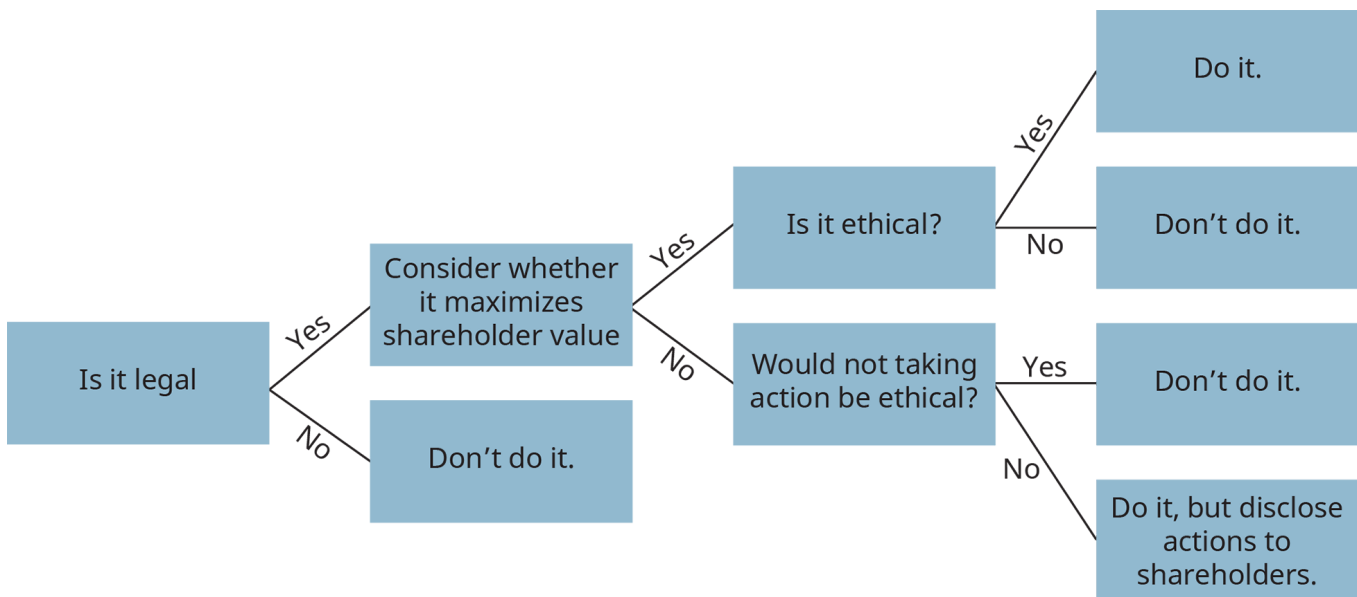 Is it legal
Yes
No
Consider whether
it maximizes
shareholder value
Don’t do it.
Yes
No
Is it ethical?
Would not taking
action be ethical?
Yes
No
Yes
No
Do it.
Don’t do it.
Don’t do it.
Do it, but disclose
actions to
shareholders.